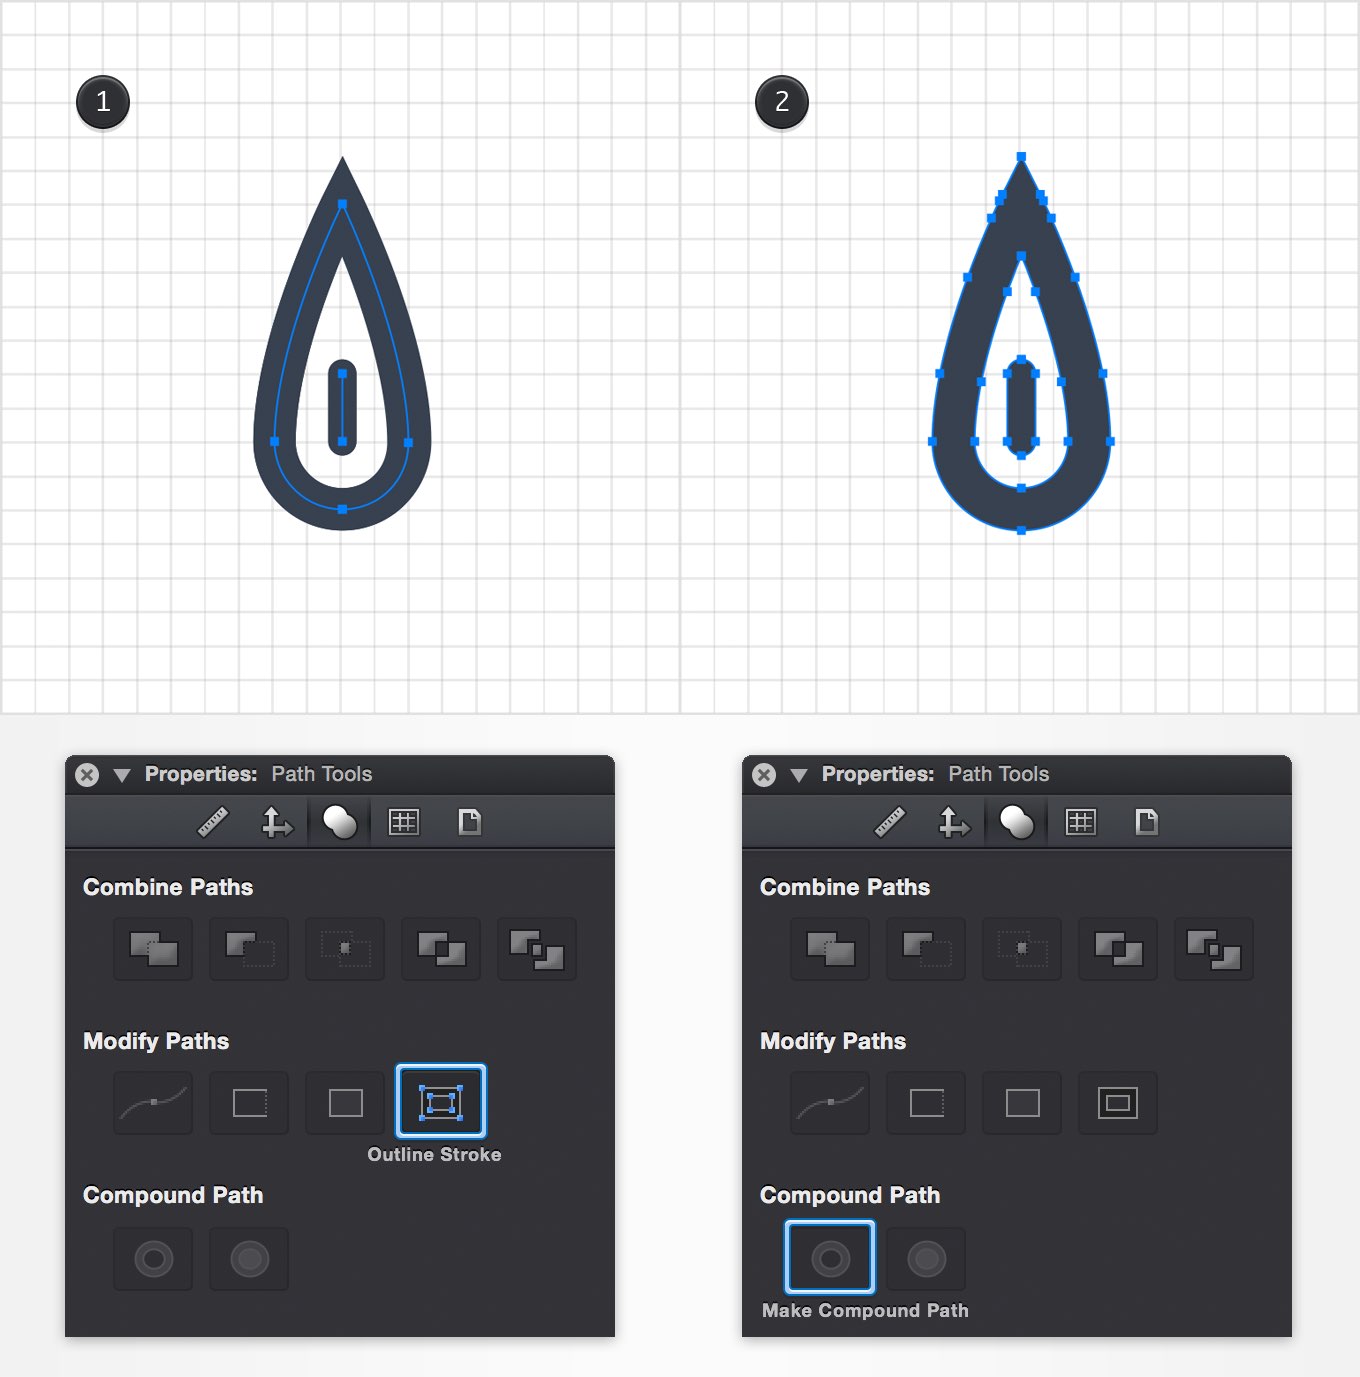 1
2
Properties: Path Tools
Combine Paths
Modify Paths
Outline Stroke
Compound Path
Properties: Path Tools
Combine Paths
Modify Paths
Compound Path
Make Compound Path